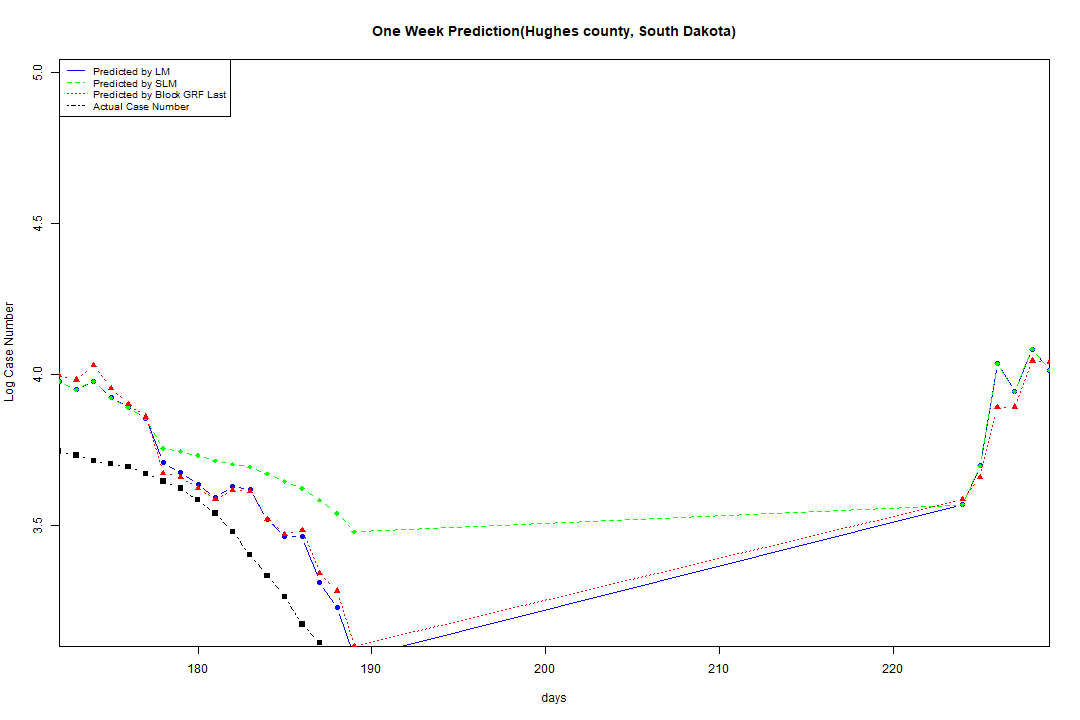 One Week Prediction(Hughes county, South Dakota)
Predicted by LM
Predicted by SLM
Predicted by Block GRF Last
Actual Case Number
5.0
4.5
4.0
3.5
Log Case Number
180 190 200 210 220
days